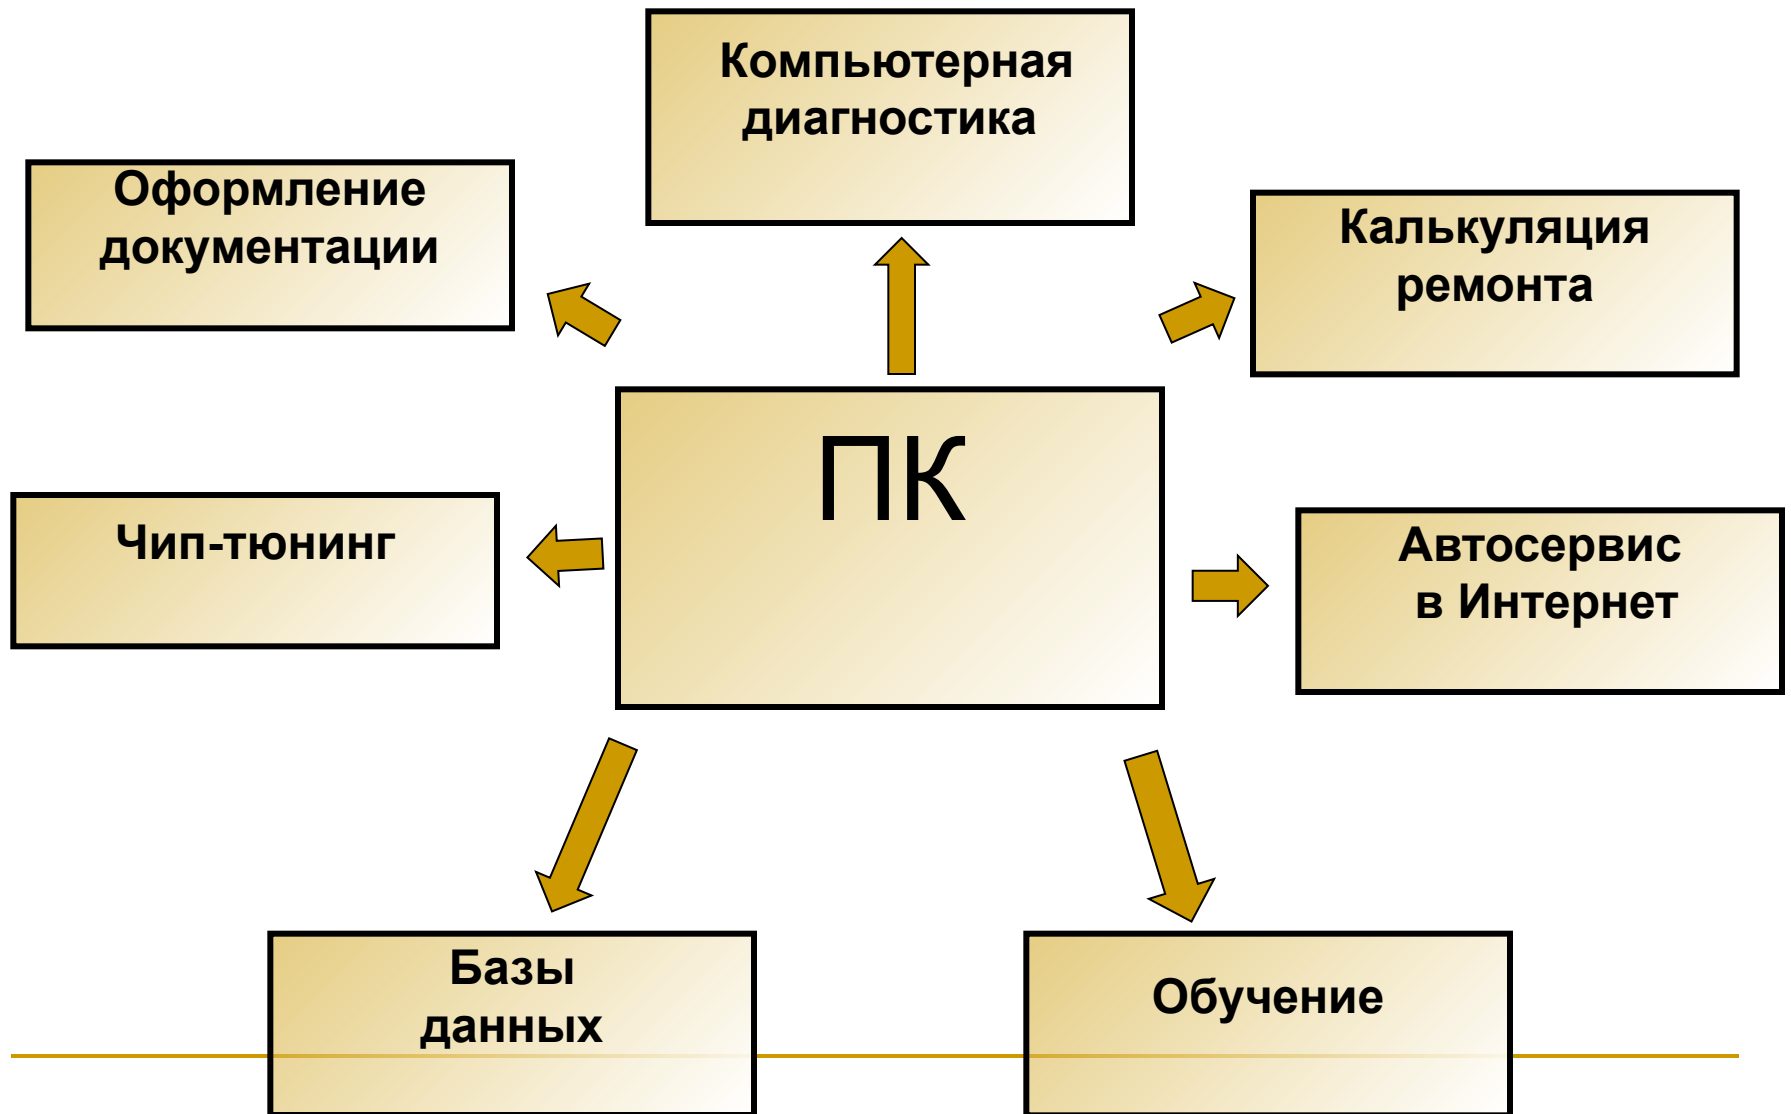 Компьютерная
диагностика
Оформление
документации
Калькуляция
ремонта
ПК
Чип-тюнинг
Автосервис
в Интернет
Базы
данных
Обучение